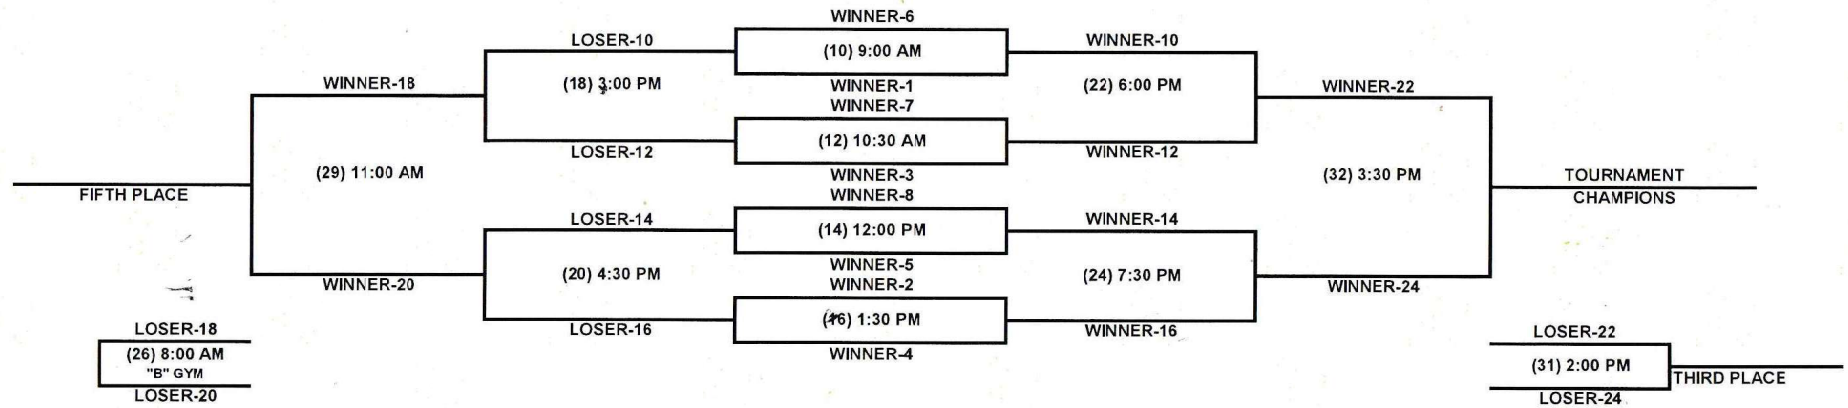 WINNER-6
LOSER-10
(10) 9:00 AM
WINNER-10
WINNER-18
(18) 3:00 PM
WINNER-1
(22) 6:00 PM
WINNER-22
WINNER-7
(12) 10:30 AM
LOSER-12
WINNER-12
(29) 11:00 AM
WINNER-3
(32) 3:30 PM
TOURNAMENT
CHAMPIONS
FIFTH PLACE
WINNER-8
LOSER-14
(14) 12:00 PM
WINNER-14
WINNER-5
(20) 4:30 PM
(24) 7:30 PM
WINNER-20
WINNER-2
WINNER-24
(16) 1:30 PM
LOSER-16
WINNER-16
WINNER-4
LOSER-18
(26) 8:00 AM
"B" GYM
LOSER-20
LOSER-22
(31) 2:00 PM
THIRD PLACE
LOSER-24